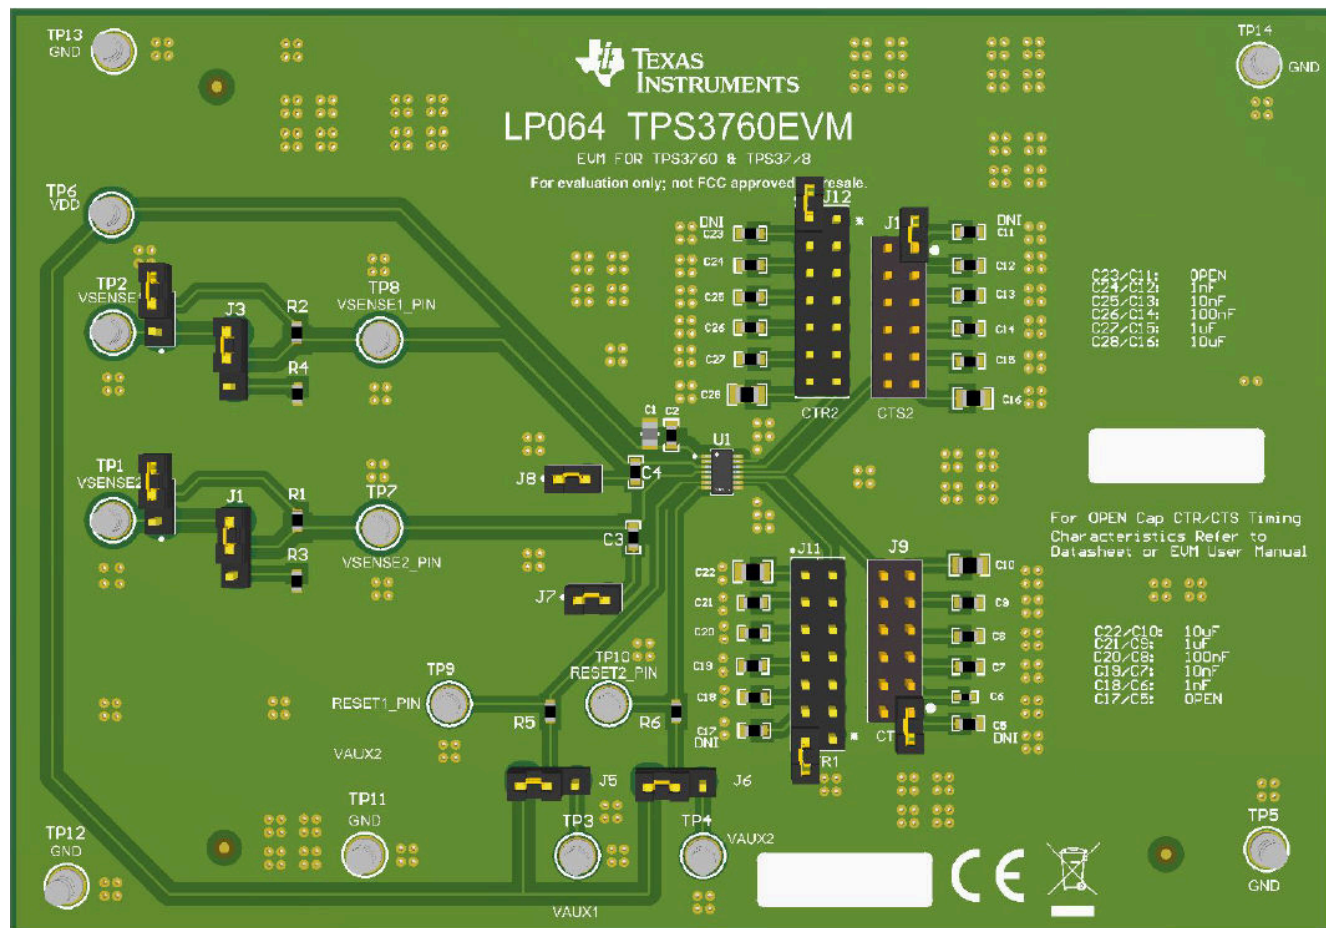 TP13
GND
TEXAS
INSTRUMENTS
TP14
GND
LP064 TPS3760EVM
EVM FOR TPS3760 & TPS37/8
For evaluation only; not FCC approved resale.
TP6
VDD
J12
DNI
C23
C24
C25
C26
C27
C28
CTR2
J1
CTS2
DNI
C11
C12
C13
C14
C15
C16
C23/C11: OPEN
C24/C12: 1nF
C25/C13: 10nF
C26/C14: 100nF
C27/C15: 1uF
C28/C16: 10uF
TP2
VSENSE
J3
R2
R4
TP8
VSENSE1_PIN
C1
C2
U1
TP1
VSENSE2
J1
R1
R3
TP7
VSENSE2_PIN
J8
C4
C3
J7
For OPEN Cap CTR/CTS Timing
Characteristics Refer to
Datasheet or EVM User Manual
J11
C22
C21
C20
C19
C18
C17
DNI
R1
J9
C10
C9
C8
C7
C6
C5
DNI
CT
C22/C10: 10uF
C21/C9: 1uF
C20/C8: 100nF
C19/C7: 10nF
C18/C6: 1nF
C17/C5: OPEN
TP9
RESET1_PIN
TP10
RESET2_PIN
R5
R6
VAUX2
J5
J6
TP11
GND
TP12
GND
TP3
TP4
VAUX2
VAUX1
CE
TP5
GND